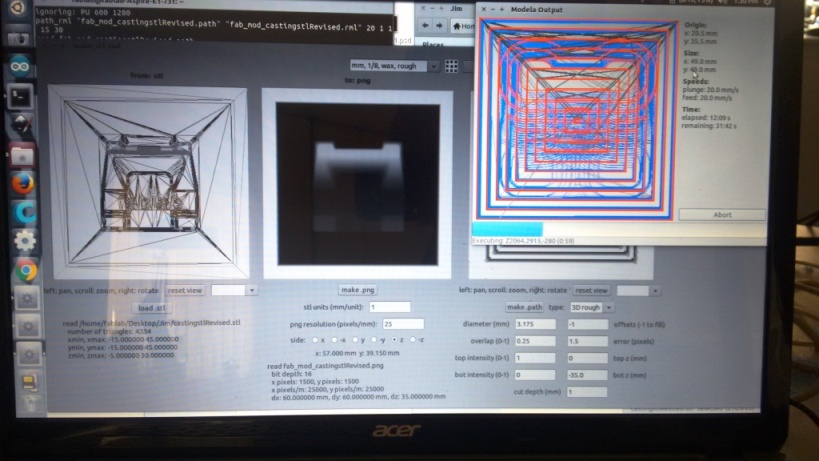 ignoring: PU 600 1200
path_rml "fab_mod_castingstlRevised.path" "fab_mod_castingstlRevised.rml" 20 1 1
15 30
Jim
Home
Places
Modela Output
Origin:
x: 20.5 mm
y: 35.5 mm
Size:
x: 49.0 mm
y: 48.0 mm
Speeds:
plunge: 20.0 mm/s
feed: 20.0 mm/s
Time:
elapsed: 12:09 s
remaining: 31:42 s
Abort
Executing: Z2064,2913,-280 (0:59)
mm, 1/8, wax, rough
from: stl
to: png
left: pan, scroll: zoom, right: rotate
reset view
load .stl
read /home/fablab/Desktop/Jim/castingstlRevised.stl
number of triangles: 4134
xmin, xmax: -15.000000 45.000000
ymin, ymax: -15.000000 45.000000
zmin, zmax: -5.000000 30.000000
make .png
stl units (mm/unit): 1
png resolution (pixels/mm): 25
side: x -x y -y z -z
x: 57.000 mm y: 39.150 mm
read fab_mod_castingstlRevised.png
bit depth: 16
x pixels: 1500, y pixels: 1500
x pixels/m: 25000, y pixels/m: 25000
dx: 60.000000 mm, dy: 60.000000 mm, dz: 35.000000 mm
left: pan, scroll: zoom, right: rotate
reset view
make .path type: 3D rough
diameter (mm) 3.175 -1 offsets (-1 to fill)
overlap (0-1) 0.25 1.5 error (pixels)
top intensity (0-1) 1 0 top z (mm)
bot intensity (0-1) 0 -35.0 bot z (mm)
cut depth (mm) 1
acer